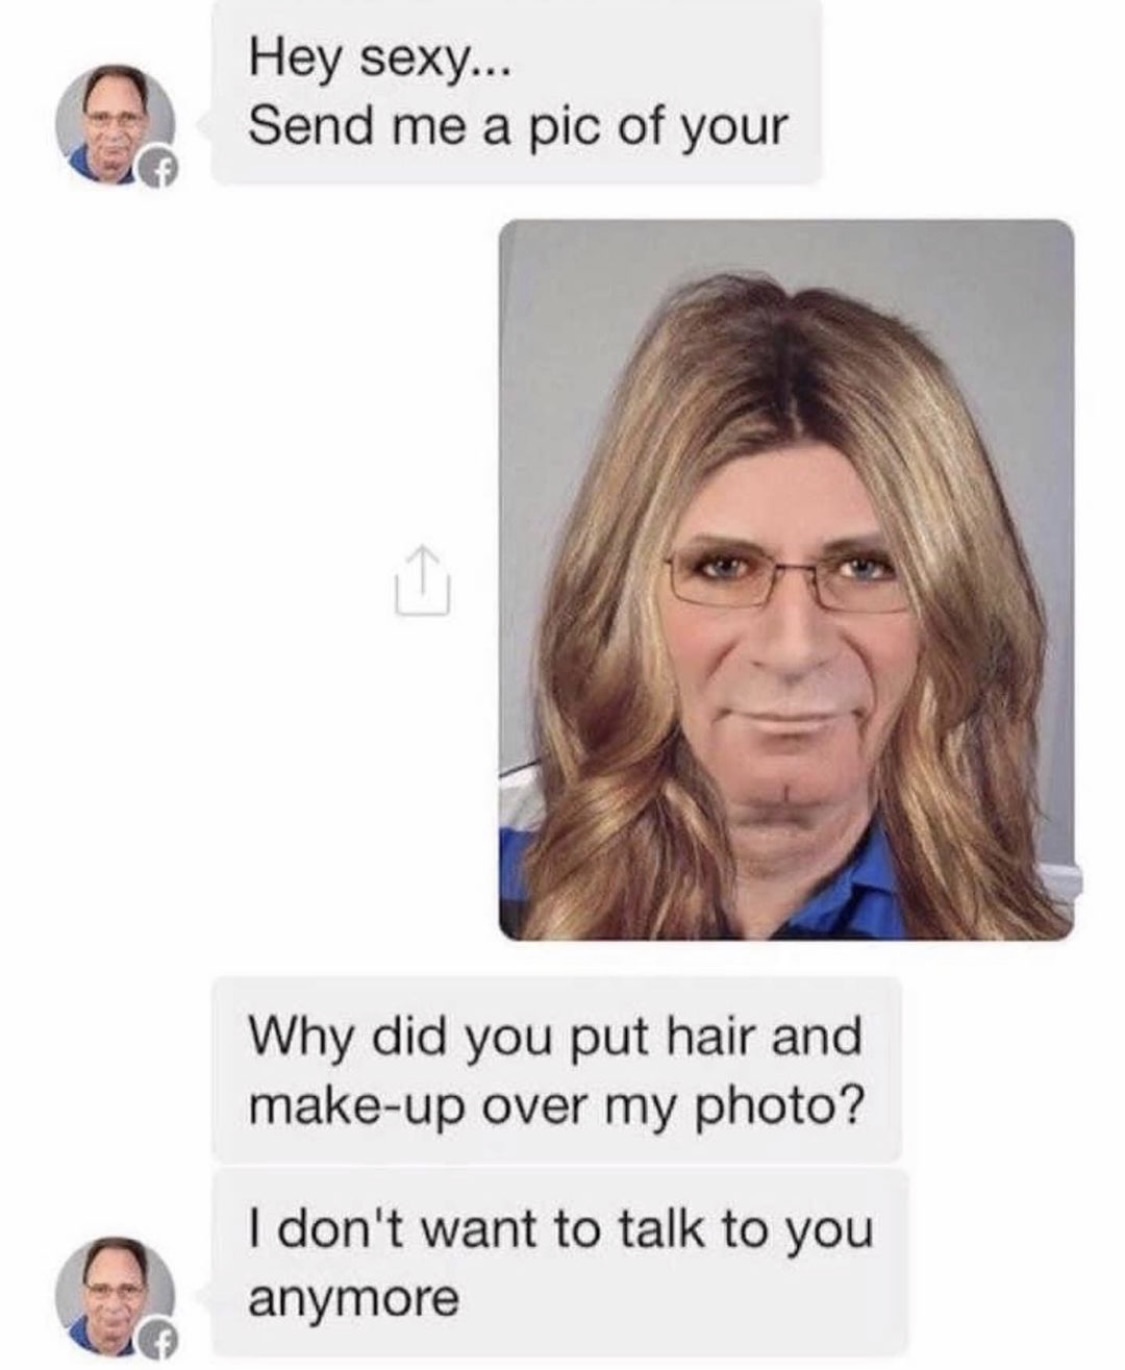 Hey sexy...
Send me a pic of your
Why did you put hair and
make-up over my photo?
I don't want to talk to you
anymore